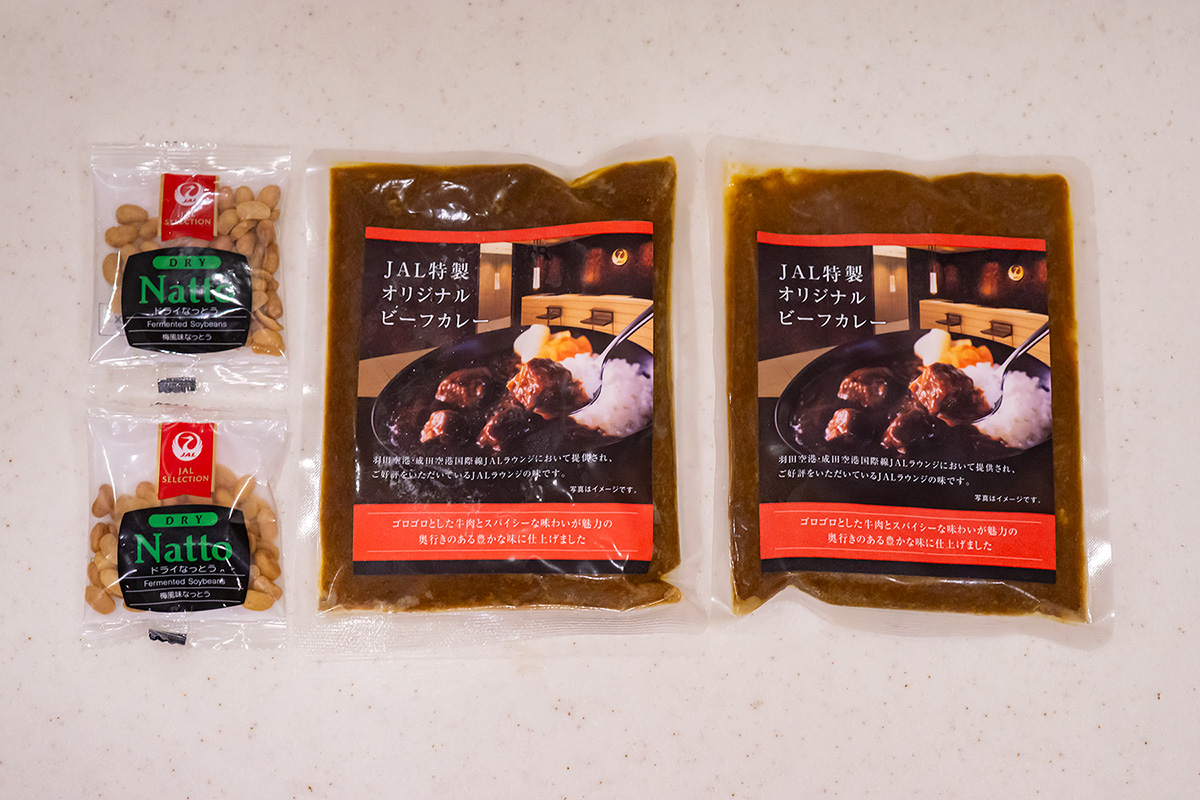 JAL
JAL
SELECTION
DRY
Natto
ドライなっとう
Fermented Soybeans
梅風味なっとう
JAL
JAL
SELECTION
DRY
Natto
ドライなっとう
Fermented Soybeans
梅風味なっとう
JAL特製
オリジナル
ビーフカレー
羽田空港・成田空港国際線JALラウンジにおいて提供され、
ご好評をいただいているJALラウンジの味です。
写真はイメージです。
ゴロゴロとした牛肉とスパイシーな味わいが魅力の
奥行きのある豊かな味に仕上げました
JAL特製
オリジナル
ビーフカレー
羽田空港・成田空港国際線JALラウンジにおいて提供され、
ご好評をいただいているJALラウンジの味です。
写真はイメージです。
ゴロゴロとした牛肉とスパイシーな味わいが魅力の
奥行きのある豊かな味に仕上げました